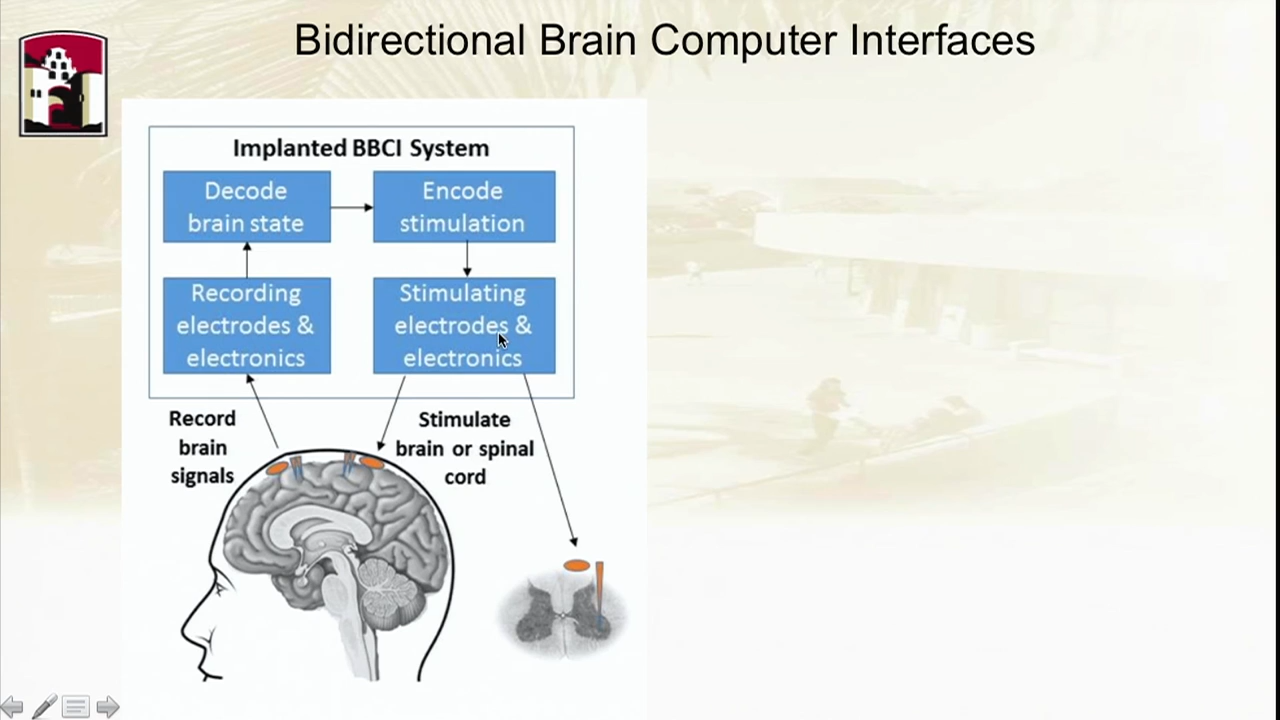 Bidirectional Brain Computer Interfaces
Implanted BBCI System
Decode
brain state
Encode
stimulation
Recording
electrodes &
electronics
Stimulating
electrodes &
electronics
Record
brain
signals
Stimulate
brain or spinal
cord